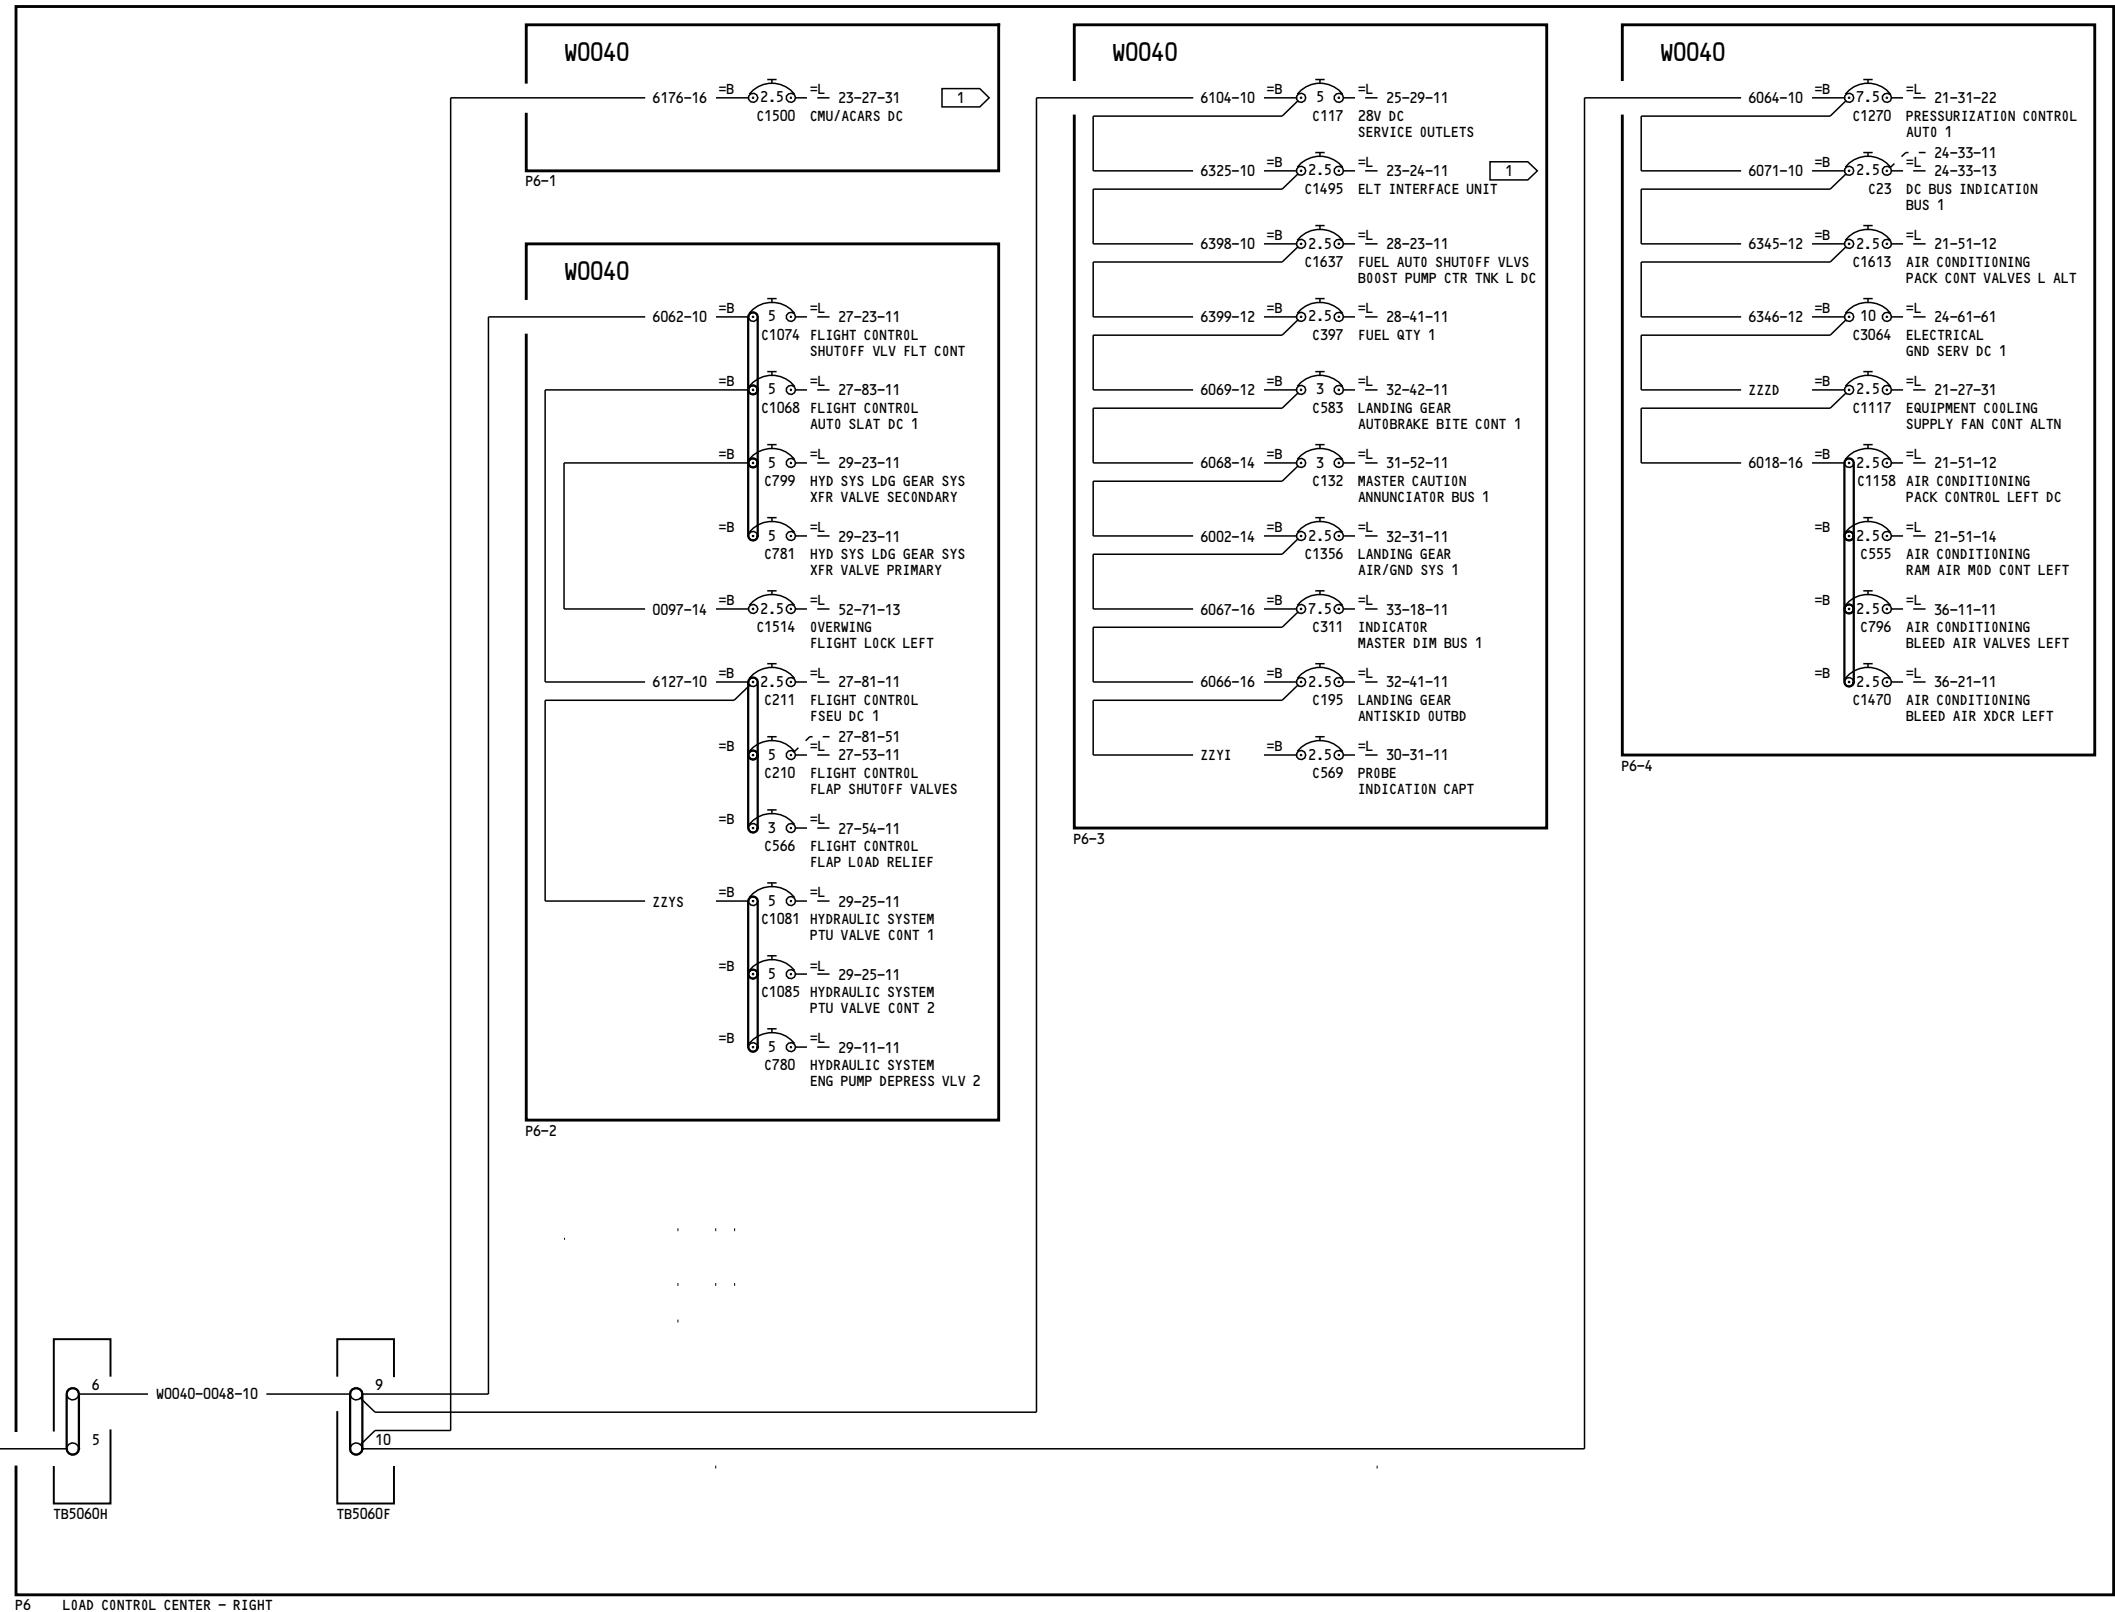 W0040
6176-16 =B 2.5 =L 23-27-31 1
C1500 CMU/ACARS DC
P6-1
W0040
6062-10 =B 5 =L 27-23-11
C1074 FLIGHT CONTROL
SHUTOFF VLV FLT CONT
=B 5 =L 27-83-11
C1068 FLIGHT CONTROL
AUTO SLAT DC 1
=B 5 =L 29-23-11
C799 HYD SYS LDG GEAR SYS
XFR VALVE SECONDARY
=B 5 =L 29-23-11
C781 HYD SYS LDG GEAR SYS
XFR VALVE PRIMARY
0097-14 =B 2.5 =L 52-71-13
C1514 OVERWING
FLIGHT LOCK LEFT
6127-10 =B 2.5 =L 27-81-11
C211 FLIGHT CONTROL
FSEU DC 1
27-81-51
=B 5 =L 27-53-11
C210 FLIGHT CONTROL
FLAP SHUTOFF VALVES
=B 3 =L 27-54-11
C566 FLIGHT CONTROL
FLAP LOAD RELIEF
ZZYS =B 5 =L 29-25-11
C1081 HYDRAULIC SYSTEM
PTU VALVE CONT 1
=B 5 =L 29-25-11
C1085 HYDRAULIC SYSTEM
PTU VALVE CONT 2
=B 5 =L 29-11-11
C780 HYDRAULIC SYSTEM
ENG PUMP DEPRESS VLV 2
P6-2
W0040
6104-10 =B 5 =L 25-29-11
C117 28V DC
SERVICE OUTLETS
6325-10 =B 2.5 =L 23-24-11 1
C1495 ELT INTERFACE UNIT
6398-10 =B 2.5 =L 28-23-11
C1637 FUEL AUTO SHUTOFF VLVS
BOOST PUMP CTR TNK L DC
6399-12 =B 2.5 =L 28-41-11
C397 FUEL QTY 1
6069-12 =B 3 =L 32-42-11
C583 LANDING GEAR
AUTOBRAKE BITE CONT 1
6068-14 =B 3 =L 31-52-11
C132 MASTER CAUTION
ANNUNCIATOR BUS 1
6002-14 =B 2.5 =L 32-31-11
C1356 LANDING GEAR
AIR/GND SYS 1
6067-16 =B 7.5 =L 33-18-11
C311 INDICATOR
MASTER DIM BUS 1
6066-16 =B 2.5 =L 32-41-11
C195 LANDING GEAR
ANTISKID OUTBD
ZZYI =B 2.5 =L 30-31-11
C569 PROBE
INDICATION CAPT
P6-3
W0040
6064-10 =B 7.5 =L 21-31-22
C1270 PRESSURIZATION CONTROL
AUTO 1
24-33-11
6071-10 =B 2.5 =L 24-33-13
C23 DC BUS INDICATION
BUS 1
6345-12 =B 2.5 =L 21-51-12
C1613 AIR CONDITIONING
PACK CONT VALVES L ALT
6346-12 =B 10 =L 24-61-61
C3064 ELECTRICAL
GND SERV DC 1
ZZZD =B 2.5 =L 21-27-31
C1117 EQUIPMENT COOLING
SUPPLY FAN CONT ALTN
6018-16 =B 2.5 =L 21-51-12
C1158 AIR CONDITIONING
PACK CONTROL LEFT DC
=B 2.5 =L 21-51-14
C555 AIR CONDITIONING
RAM AIR MOD CONT LEFT
=B 2.5 =L 36-11-11
C796 AIR CONDITIONING
BLEED AIR VALVES LEFT
=B 2.5 =L 36-21-11
C1470 AIR CONDITIONING
BLEED AIR XDCR LEFT
P6-4
6 W0040-0048-10 9
5 10
TB5060H TB5060F
P6 LOAD CONTROL CENTER - RIGHT